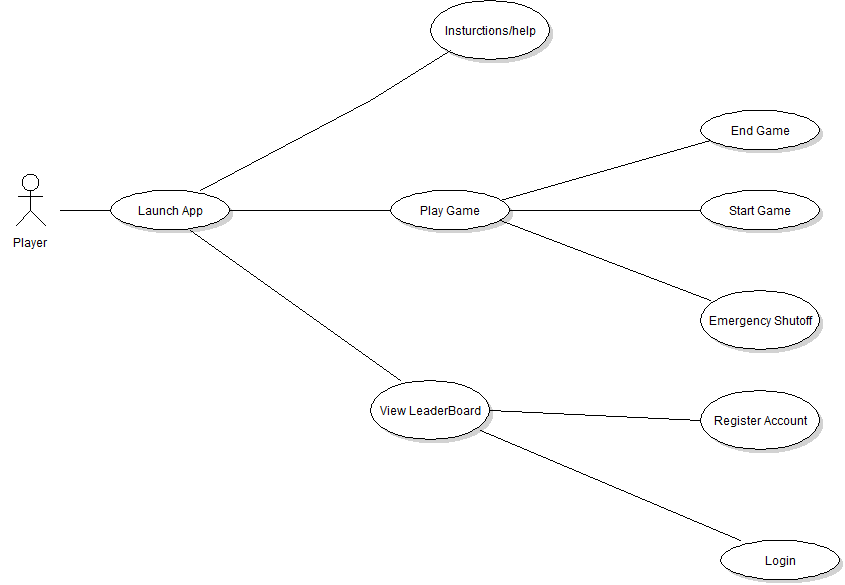 Insturctions/help
End Game
Launch App
Play Game
Start Game
Player
Emergency Shutoff
View LeaderBoard
Register Account
Login